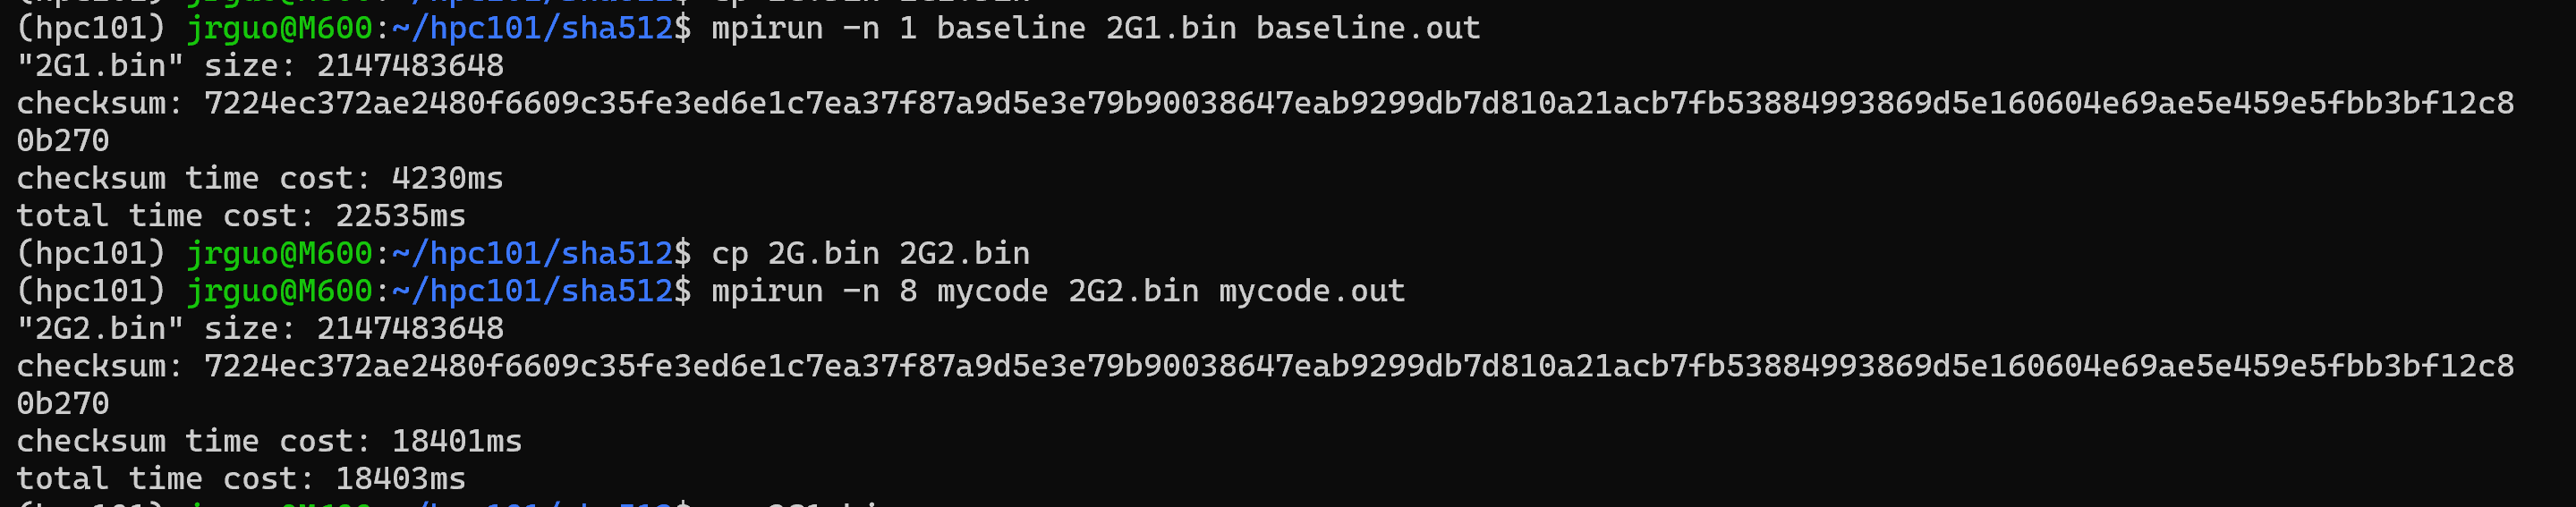 (hpc101) jrguo@M600:~/hpc101/sha512$ mpirun -n 1 baseline 2G1.bin baseline.out
"2G1.bin" size: 2147483648
checksum: 7224ec372ae2480f6609c35fe3ed6e1c7ea37f87a9d5e3e79b90038647eab9299db7d810a21acb7fb53884993869d5e160604e69ae5e459e5fbb3bf12c8
0b270
checksum time cost: 4230ms
total time cost: 22535ms
(hpc101) jrguo@M600:~/hpc101/sha512$ cp 2G.bin 2G2.bin
(hpc101) jrguo@M600:~/hpc101/sha512$ mpirun -n 8 mycode 2G2.bin mycode.out
"2G2.bin" size: 2147483648
checksum: 7224ec372ae2480f6609c35fe3ed6e1c7ea37f87a9d5e3e79b90038647eab9299db7d810a21acb7fb53884993869d5e160604e69ae5e459e5fbb3bf12c8
0b270
checksum time cost: 18401ms
total time cost: 18403ms